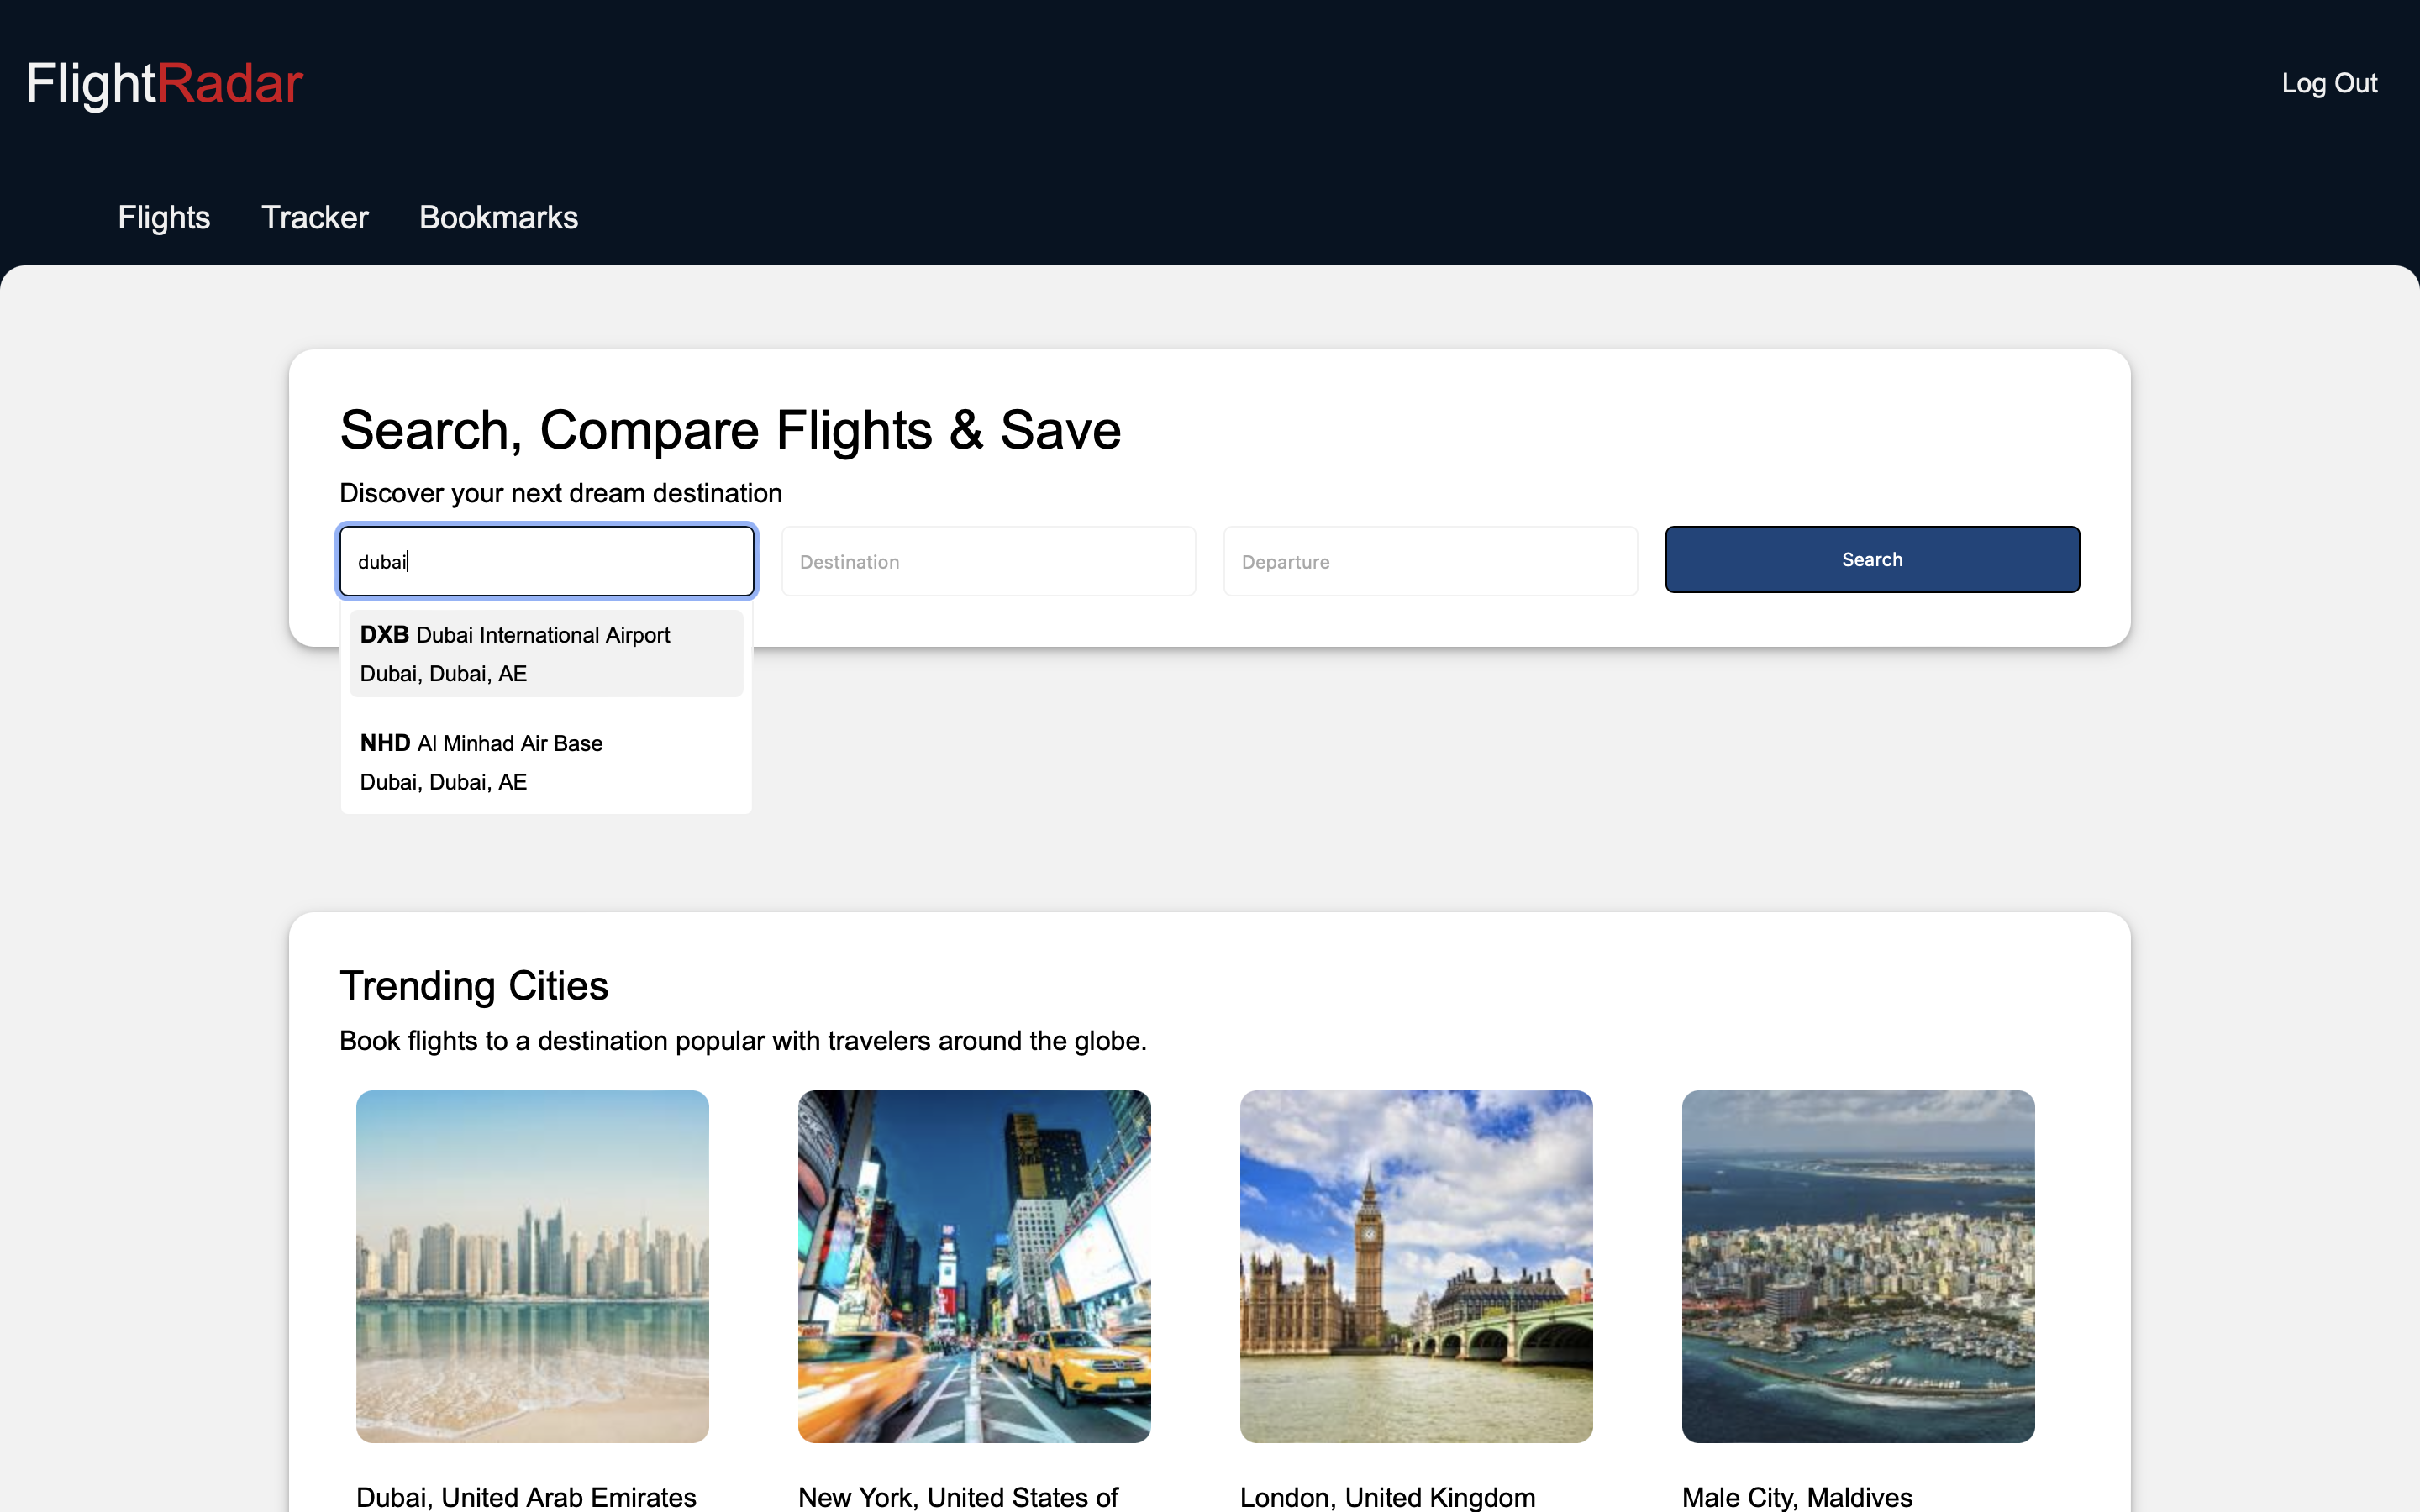 FlightRadar
Log Out
Flights Tracker Bookmarks
Search, Compare Flights & Save
Discover your next dream destination
dubai Destination Departure Search
DXB Dubai International Airport
Dubai, Dubai, AE
NHD Al Minhad Air Base
Dubai, Dubai, AE
Trending Cities
Book flights to a destination popular with travelers around the globe.
Dubai, United Arab Emirates
New York, United States of
London, United Kingdom
Male City, Maldives